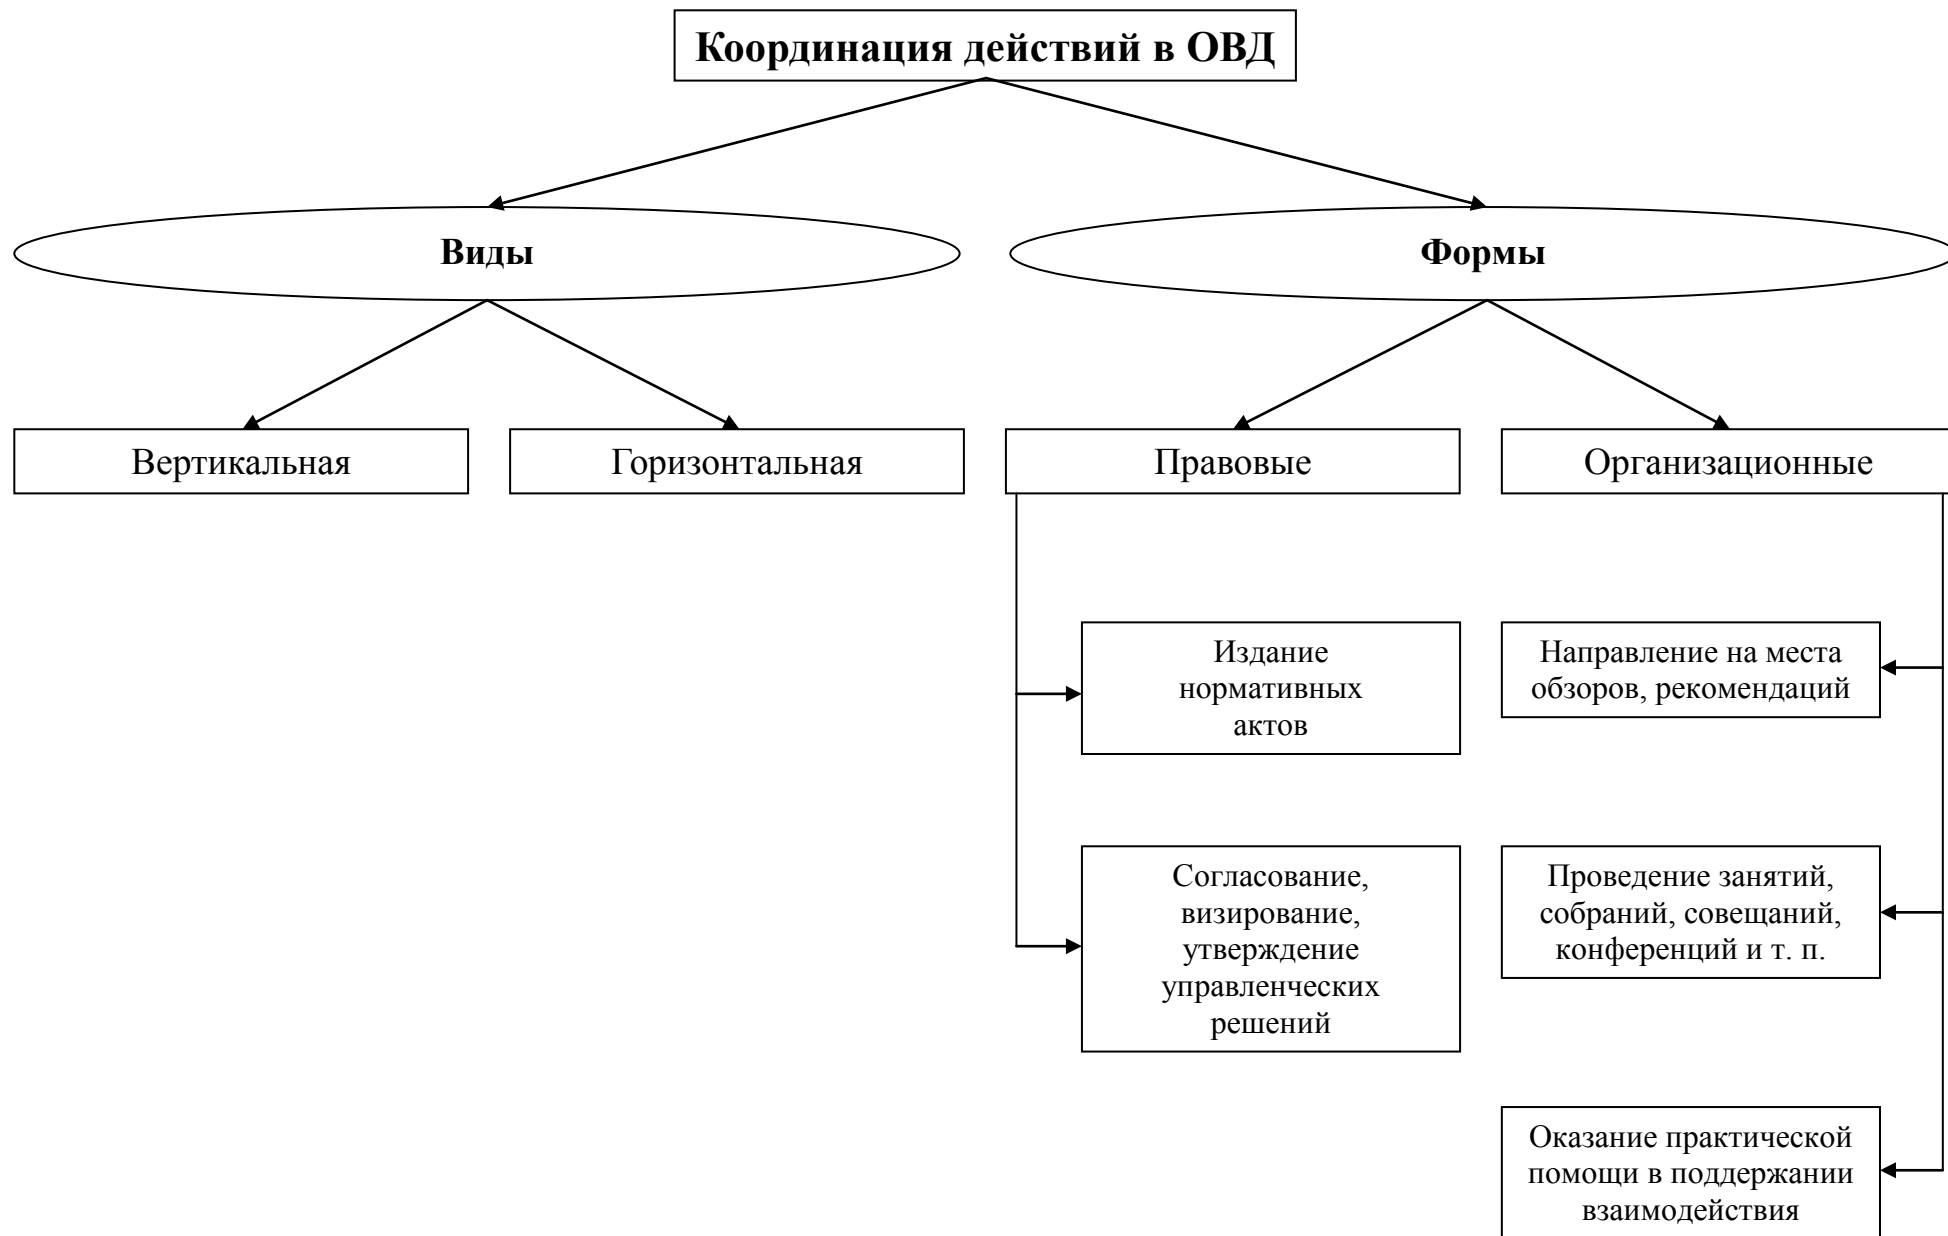 Координация действий в ОВД
Виды
Формы
Вертикальная
Горизонтальная
Правовые
Организационные
Издание
нормативных
актов
Направление на места
обзоров, рекомендаций
Согласование,
визирование,
утверждение
управленческих
решений
Проведение занятий,
собраний, совещаний,
конференций и т. п.
Оказание практической
помощи в поддержании
взаимодействия